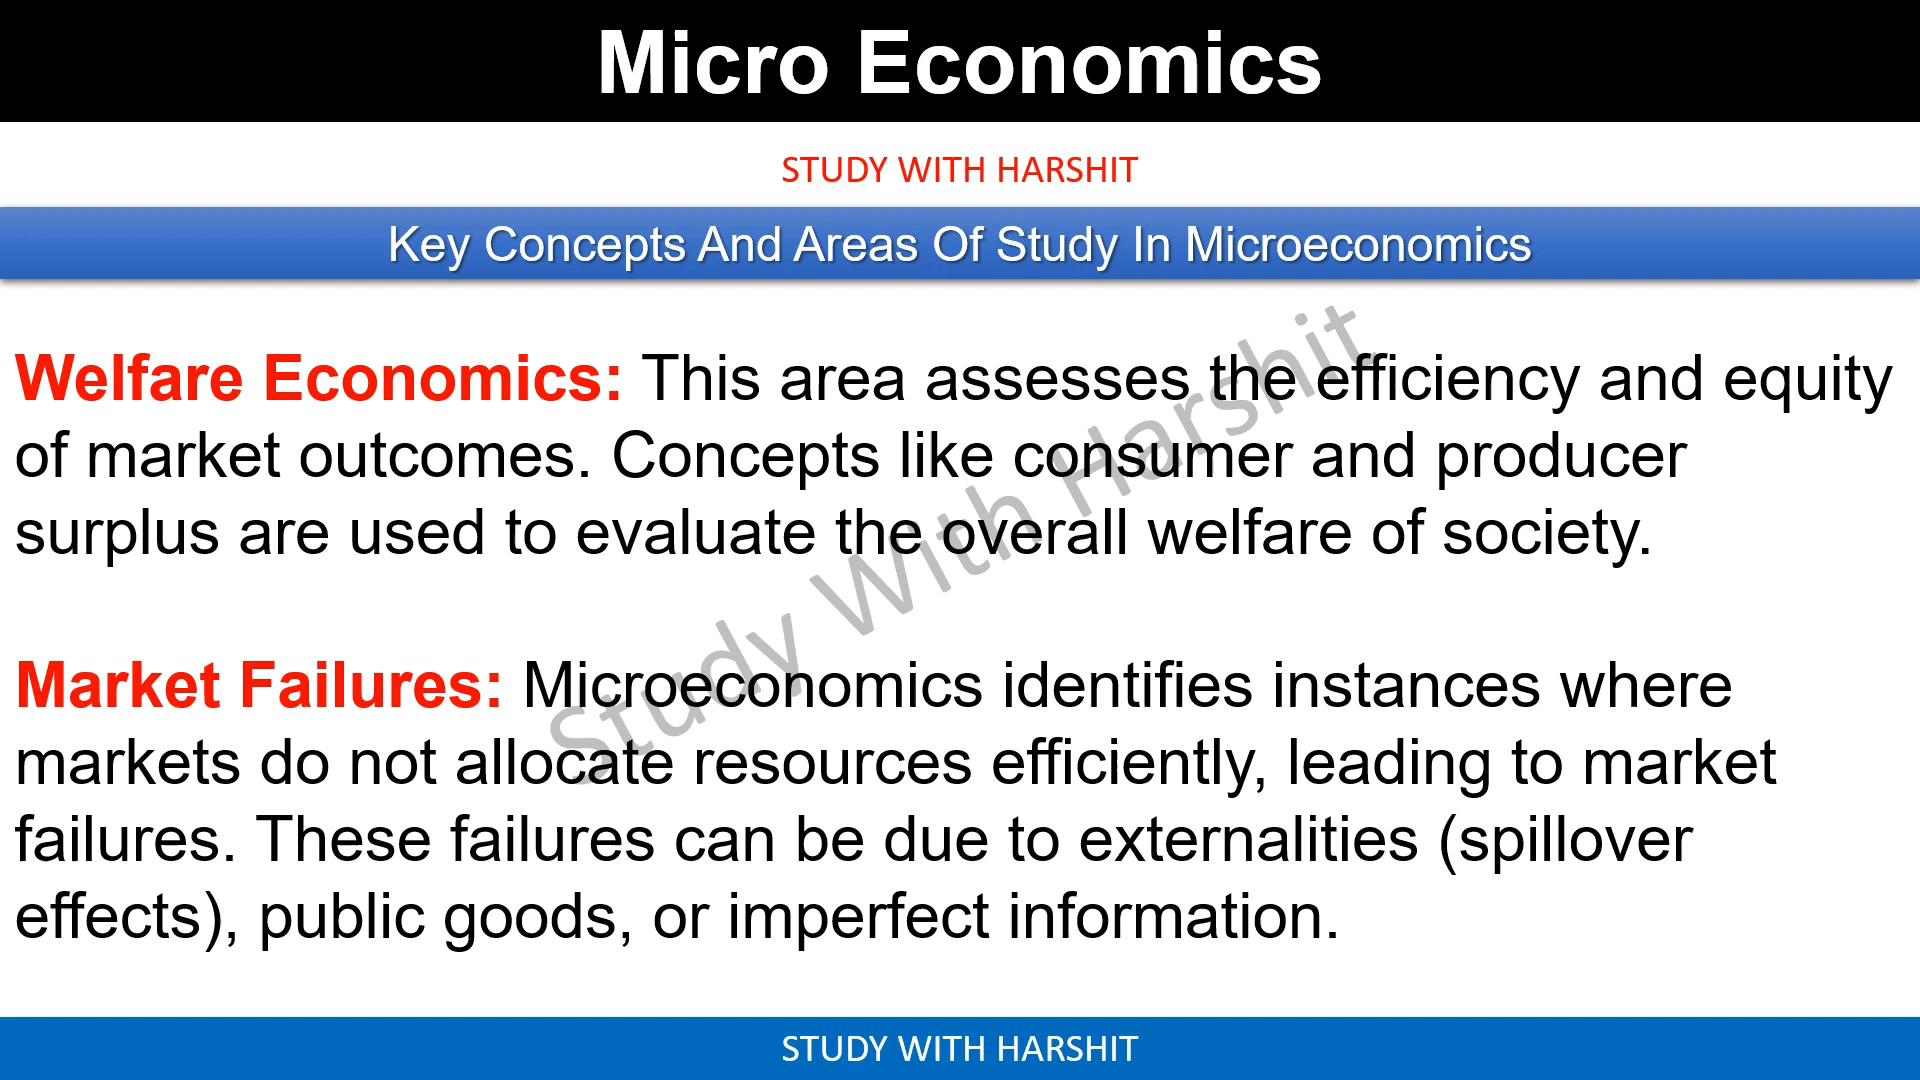 Micro Economics
STUDY WITH HARSHIT
Key Concepts And Areas Of Study In Microeconomics
Welfare Economics: This area assesses the efficiency and equity
of market outcomes. Concepts like consumer and producer
surplus are used to evaluate the overall welfare of society.
Market Failures: Microeconomics identifies instances where
markets do not allocate resources efficiently, leading to market
failures. These failures can be due to externalities (spillover
effects), public goods, or imperfect information.
Study With Harshit
STUDY WITH HARSHIT